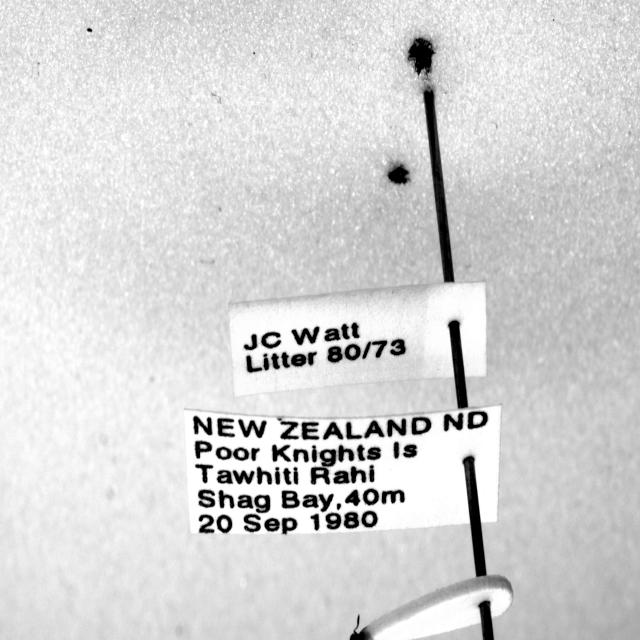 JC Watt
Litter 80/73
NEW ZEALAND ND
Poor Knights Is
Tawhiti Rahi
Shag Bay,40m
20 Sep 1980